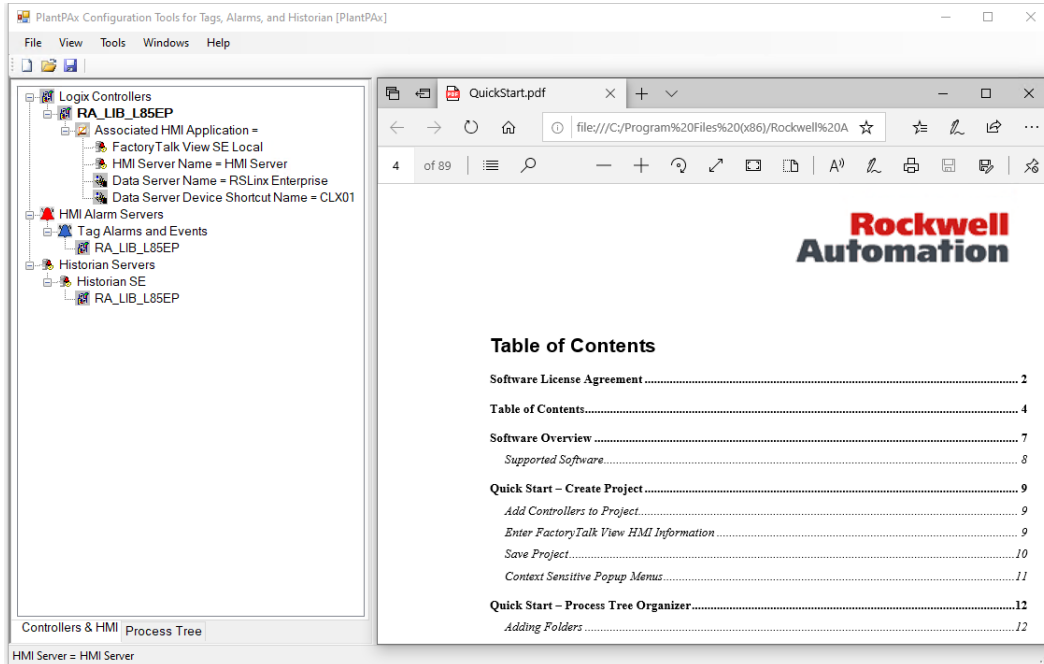 PlantPAx Configuration Tools for Tags, Alarms, and Historian [PlantPAx]
File View Tools Windows Help
Logix Controllers
RA_LIB_L85EP
Associated HMI Application =
FactoryTalk View SE Local
HMI Server Name = HMI Server
Data Server Name = RSLinx Enterprise
Data Server Device Shortcut Name = CLX01
HMI Alarm Servers
Tag Alarms and Events
RA_LIB_L85EP
Historian Servers
Historian SE
RA_LIB_L85EP
Controllers & HMI Process Tree
HMI Server = HMI Server
QuickStart.pdf
file:///C:/Program%20Files%20(x86)/Rockwell%20A
4 of 89
Rockwell
Automation
Table of Contents
Software License Agreement 2
Table of Contents 4
Software Overview 7
Supported Software 8
Quick Start – Create Project 9
Add Controllers to Project 9
Enter FactoryTalk View HMI Information 9
Save Project 10
Context Sensitive Popup Menus 11
Quick Start – Process Tree Organizer 12
Adding Folders 12